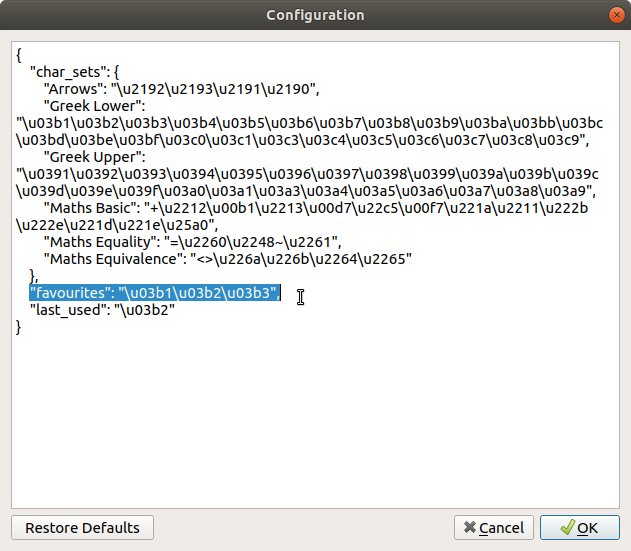 Configuration
{
"char_sets": {
"Arrows": "\u2192\u2193\u2191\u2190",
"Greek Lower":
"\u03b1\u03b2\u03b3\u03b4\u03b5\u03b6\u03b7\u03b8\u03b9\u03ba\u03bb\u03bc
\u03bd\u03be\u03bf\u03c0\u03c1\u03c3\u03c4\u03c5\u03c6\u03c7\u03c8\u03c9",
"Greek Upper":
"\u0391\u0392\u0393\u0394\u0395\u0396\u0397\u0398\u0399\u039a\u039b\u039c
\u039d\u039e\u039f\u03a0\u03a1\u03a3\u03a4\u03a5\u03a6\u03a7\u03a8\u03a9",
"Maths Basic": "+\u2212\u00b1\u2213\u00d7\u22c5\u00f7\u221a\u2211\u222b
\u222e\u221d\u221e\u25a0",
"Maths Equality": "=\u2260\u2248~\u2261",
"Maths Equivalence": "<>\u226a\u226b\u2264\u2265"
},
"favourites": "\u03b1\u03b2\u03b3",
"last_used": "\u03b2"
}
Restore Defaults
Cancel
OK